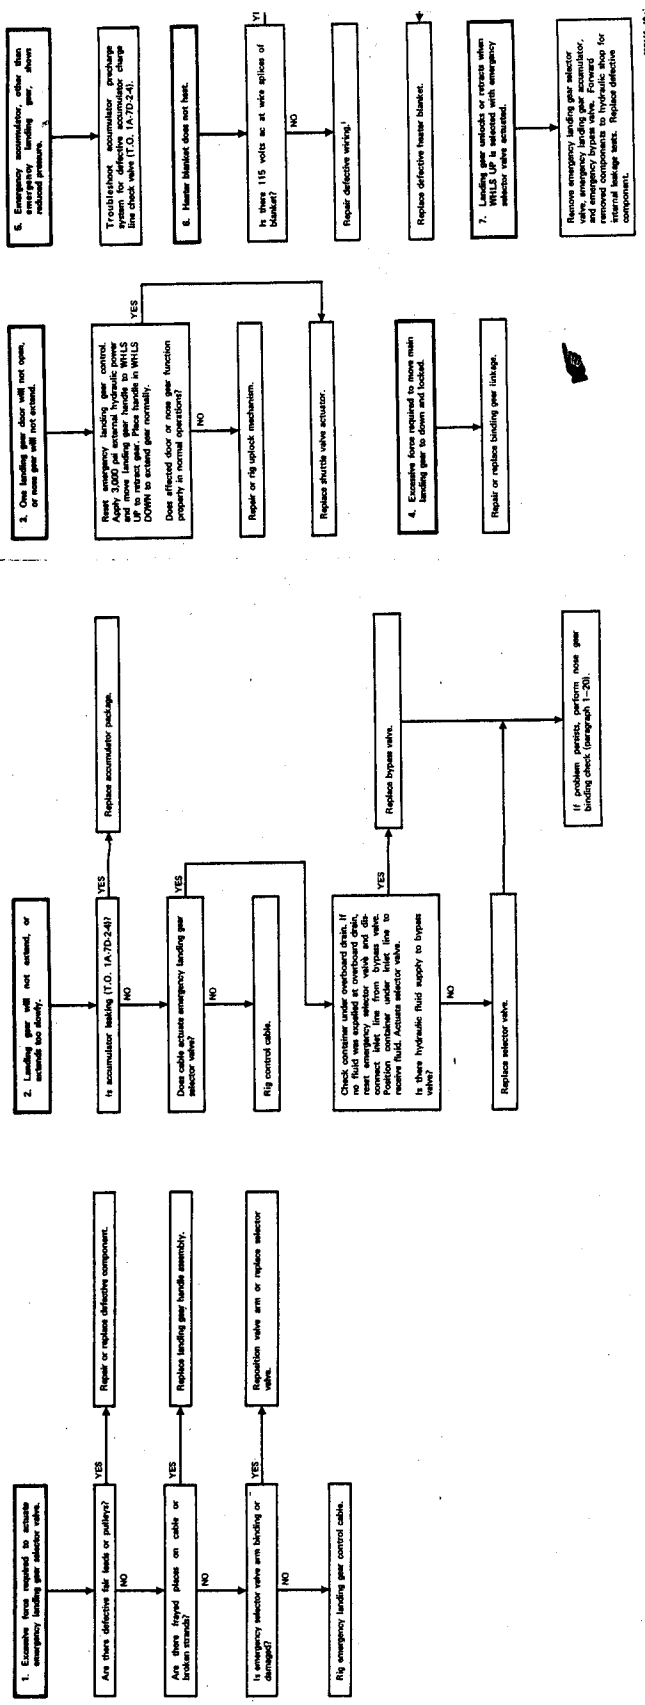 1. Excessive force required to actuate
emergency landing gear selector valve.
Are there defective fair leads or pulleys?
YES
Repair or replace defective component.
NO
Are there frayed places on cable or
broken strands?
YES
Replace landing gear handle assembly.
NO
Is emergency selector valve arm binding or
damaged?
YES
Reposition valve arm or replace selector
valve.
NO
Rig emergency landing gear control cable.
2. Landing gear will not extend, or
extends too slowly.
Is accumulator leaking (T.O. 1A-7D-2-4)?
YES
Replace accumulator package.
NO
Does cable actuate emergency landing gear
selector valve?
YES
NO
Rig control cable.
Check container under overboard drain. If
no fluid was expelled at overboard drain,
reset emergency selector valve and dis-
connect inlet line from bypass valve.
Position container under inlet line to
receive fluid. Actuate selector valve.
Is there hydraulic fluid supply to bypass
valve?
YES
Replace bypass valve.
NO
Replace selector valve.
If problem persists, perform nose gear
binding check (paragraph 1-20).
3. One landing gear door will not open,
or nose gear will not extend.
Reset emergency landing gear control.
Apply 3,000 psi external hydraulic power
and move landing gear handle to WHLS
UP to retract gear. Place handle in WHLS
DOWN to extend gear normally.
Does affected door or nose gear function
properly in normal operations?
YES
NO
Repair or rig uplock mechanism.
Replace shuttle valve actuator.
4. Excessive force required to move main
landing gear to down and locked.
Repair or replace binding gear linkage.
5. Emergency accumulator, other than
emergency landing gear, shows
reduced pressure.
Troubleshoot accumulator precharge
system for defective accumulator charge
line check valve (T.O. 1A-7D-2-4).
6. Heater blanket does not heat.
Is there 115 volts ac at wire splices of
blanket?
YI
NO
Repair defective wiring.
Replace defective heater blanket.
7. Landing gear unlocks or retracts when
WHLS UP is selected with emergency
selector valve actuated.
Remove emergency landing gear selector
valve, emergency landing gear accumulator,
and emergency bypass valve. Forward
removed components to hydraulic shop for
internal leakage tests. Replace defective
component.